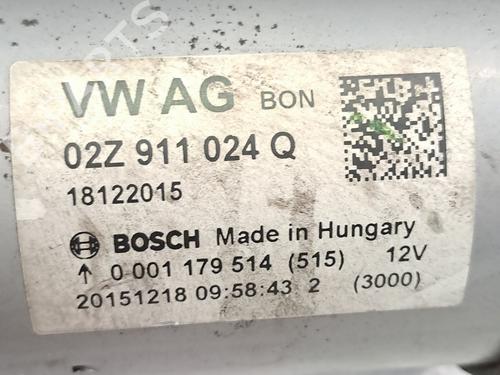 VW AG BON
02Z 911 024 Q
18122015
BOSCH Made in Hungary
↑ 0 001 179 514 (515) 12V
20151218 09:58:43 2 (3000)